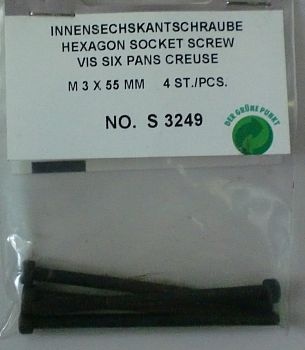 INNENSECHSKANTSCHRAUBE
HEXAGON SOCKET SCREW
VIS SIX PANS CREUSE
M 3 X 55 MM 4 ST./PCS.
NO. S 3249
DER GRÜNE PUNKT